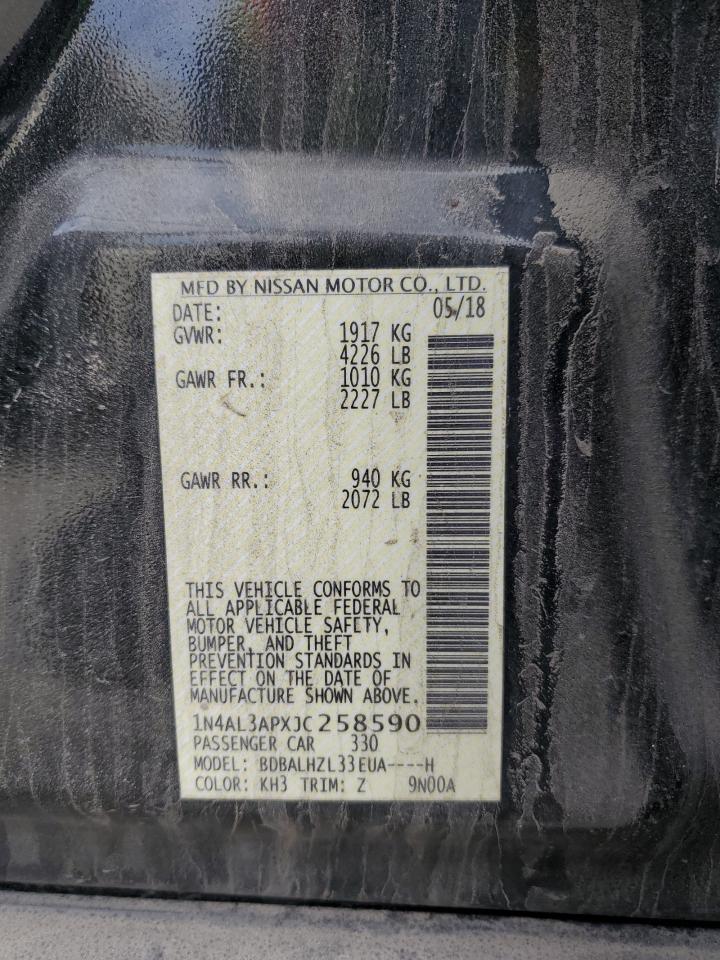 MFD BY NISSAN MOTOR CO., LTD.
DATE: 05/18
GVWR: 1917 KG
4226 LB
GAWR FR.: 1010 KG
2227 LB
GAWR RR.: 940 KG
2072 LB
THIS VEHICLE CONFORMS TO
ALL APPLICABLE FEDERAL
MOTOR VEHICLE SAFETY,
BUMPER, AND THEFT
PREVENTION STANDARDS IN
EFFECT ON THE DATE OF
MANUFACTURE SHOWN ABOVE.
1N4AL3APXJC258590
PASSENGER CAR 330
MODEL: BDBALHZL33EUA----H
COLOR: KH3 TRIM: Z 9N00A